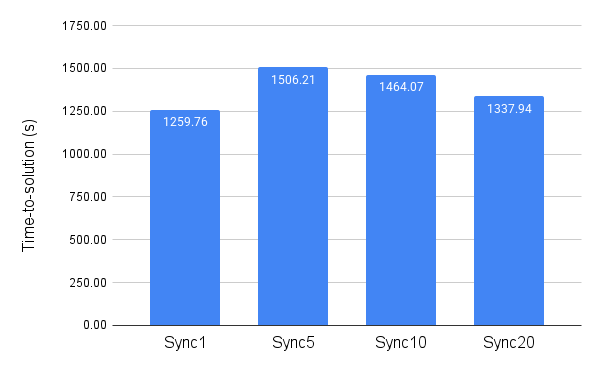 Time-to-solution (s)
1750.00
1500.00
1250.00
1000.00
750.00
500.00
250.00
0.00
1259.76
1506.21
1464.07
1337.94
Sync1
Sync5
Sync10
Sync20